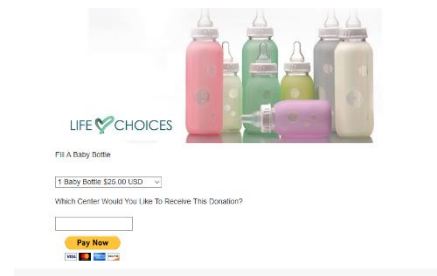 LIFE CHOICES
Fill A Baby Bottle
1 Baby Bottle $25.00 USD
Which Center Would You Like To Receive This Donation?
Pay Now
VISA